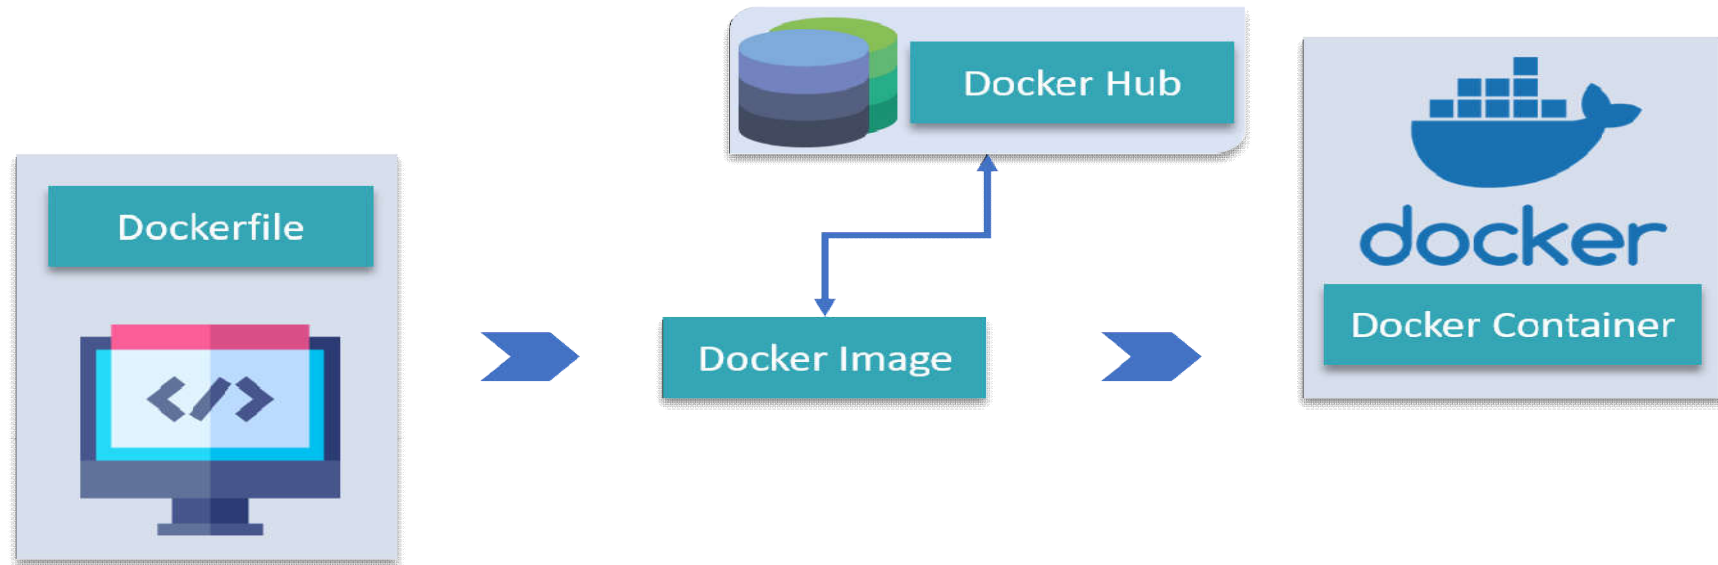 Docker Hub
Dockerfile
</>
docker
Docker Image
Docker Container